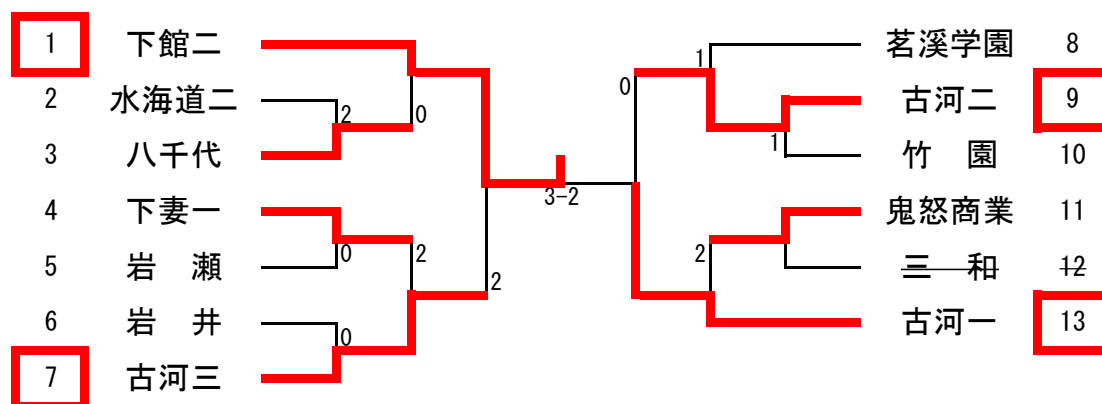 1 下館二
2 水海道二
3 八千代
4 下妻一
5 岩 瀬
6 岩 井
7 古河三
2
0
0
2
0
2
3-2
0
1
1
2
茗溪学園 8
古河二 9
竹 園 10
鬼怒商業 11
三 和 12
古河一 13